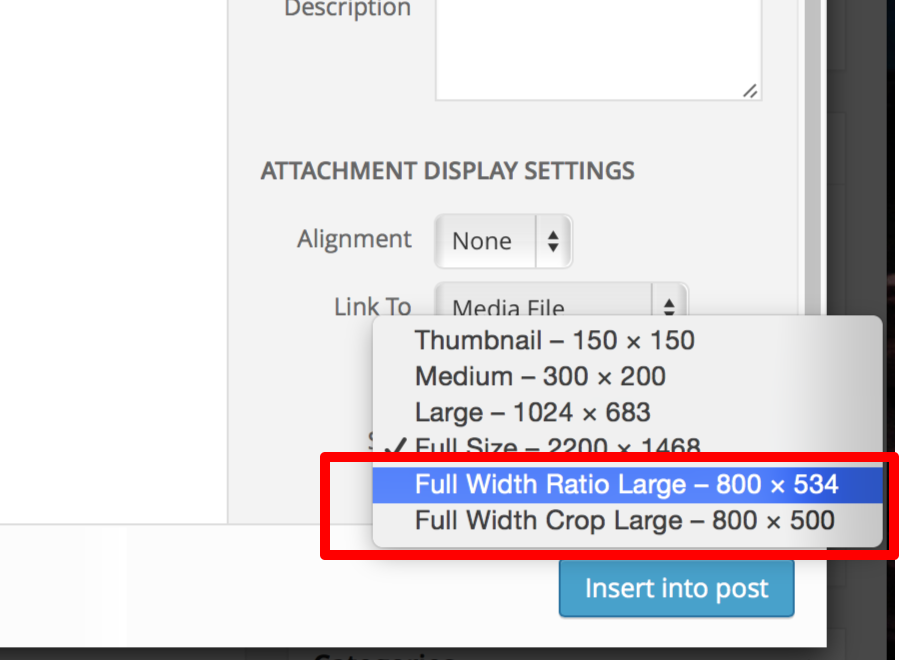 Description
ATTACHMENT DISPLAY SETTINGS
Alignment None
Link To Media File
Thumbnail – 150 × 150
Medium – 300 × 200
Large – 1024 × 683
Full Size – 2200 × 1468
Full Width Ratio Large – 800 × 534
Full Width Crop Large – 800 × 500
Insert into post